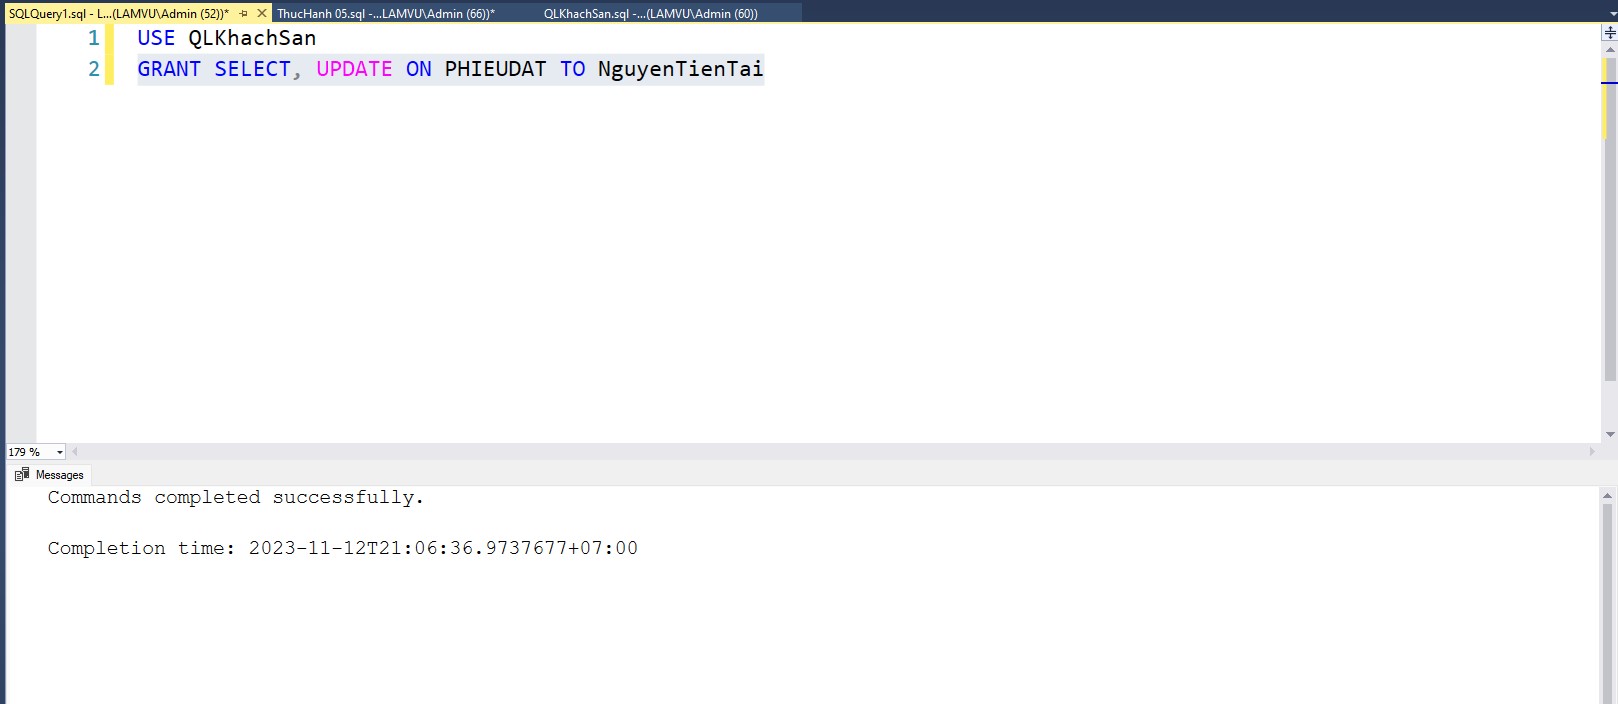 SQLQuery1.sql - L...(LAMVU\Admin (52))* ThucHanh 05.sql -...LAMVU\Admin (66))* QLKhachSan.sql -...(LAMVU\Admin (60))
1 USE QLKhachSan
2 GRANT SELECT, UPDATE ON PHIEUDAT TO NguyenTienTai
179 %
Messages
Commands completed successfully.
Completion time: 2023-11-12T21:06:36.9737677+07:00